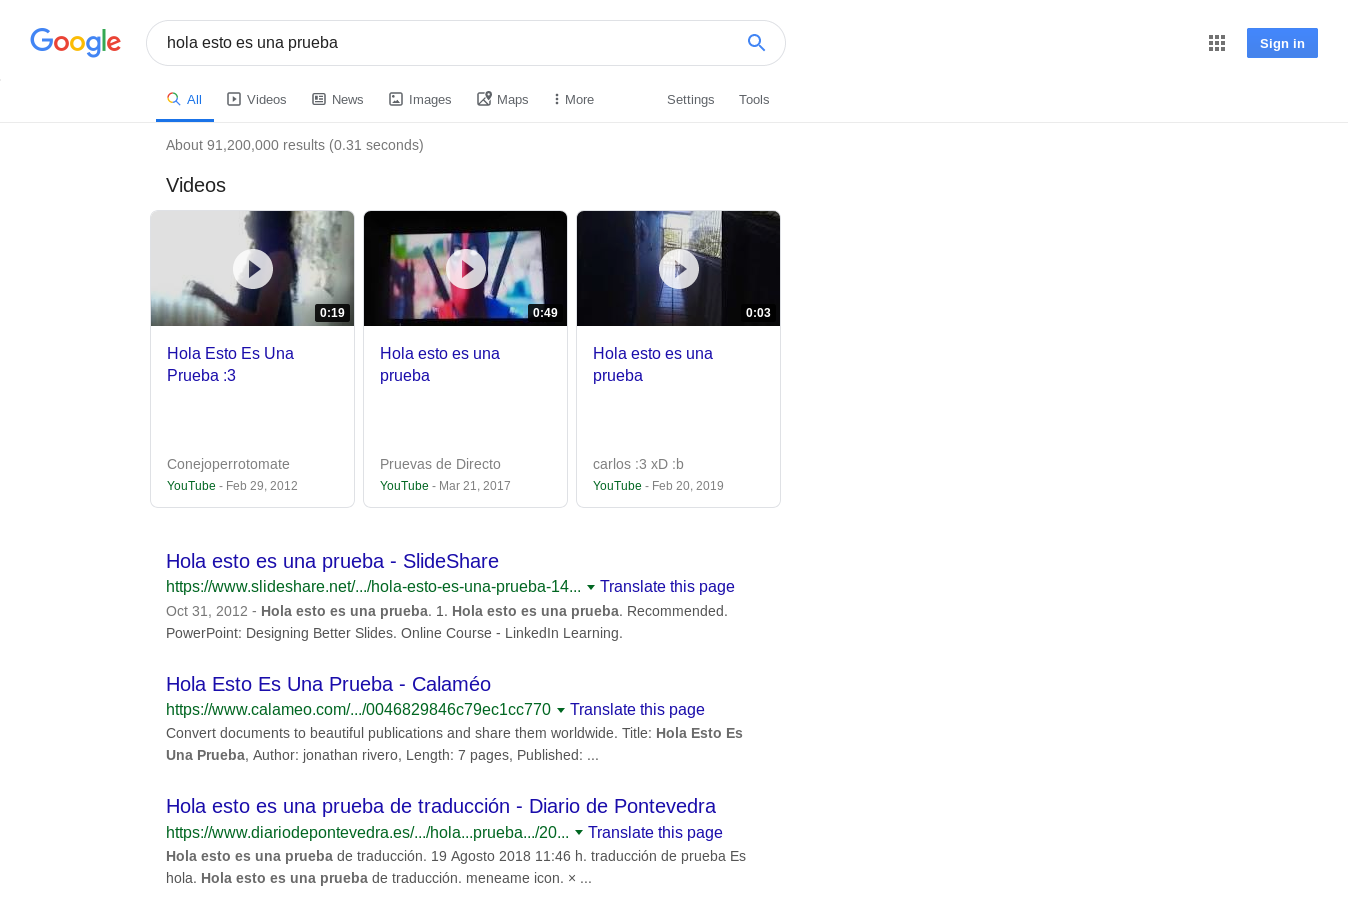 Google
hola esto es una prueba
Sign in
All
Videos
News
Images
Maps
More
Settings
Tools
About 91,200,000 results (0.31 seconds)
Videos
0:19
0:49
0:03
Hola Esto Es Una
Prueba :3
Conejoperrotomate
YouTube - Feb 29, 2012
Hola esto es una
prueba
Pruevas de Directo
YouTube - Mar 21, 2017
Hola esto es una
prueba
carlos :3 xD :b
YouTube - Feb 20, 2019
Hola esto es una prueba - SlideShare
https://www.slideshare.net/.../hola-esto-es-una-prueba-14... Translate this page
Oct 31, 2012 - Hola esto es una prueba. 1. Hola esto es una prueba. Recommended.
PowerPoint: Designing Better Slides. Online Course - LinkedIn Learning.
Hola Esto Es Una Prueba - Calaméo
https://www.calameo.com/.../0046829846c79ec1cc770 Translate this page
Convert documents to beautiful publications and share them worldwide. Title: Hola Esto Es
Una Prueba, Author: jonathan rivero, Length: 7 pages, Published: ...
Hola esto es una prueba de traducción - Diario de Pontevedra
https://www.diariodepontevedra.es/.../hola...prueba.../20... Translate this page
Hola esto es una prueba de traducción. 19 Agosto 2018 11:46 h. traducción de prueba Es
hola. Hola esto es una prueba de traducción. meneame icon. × ...